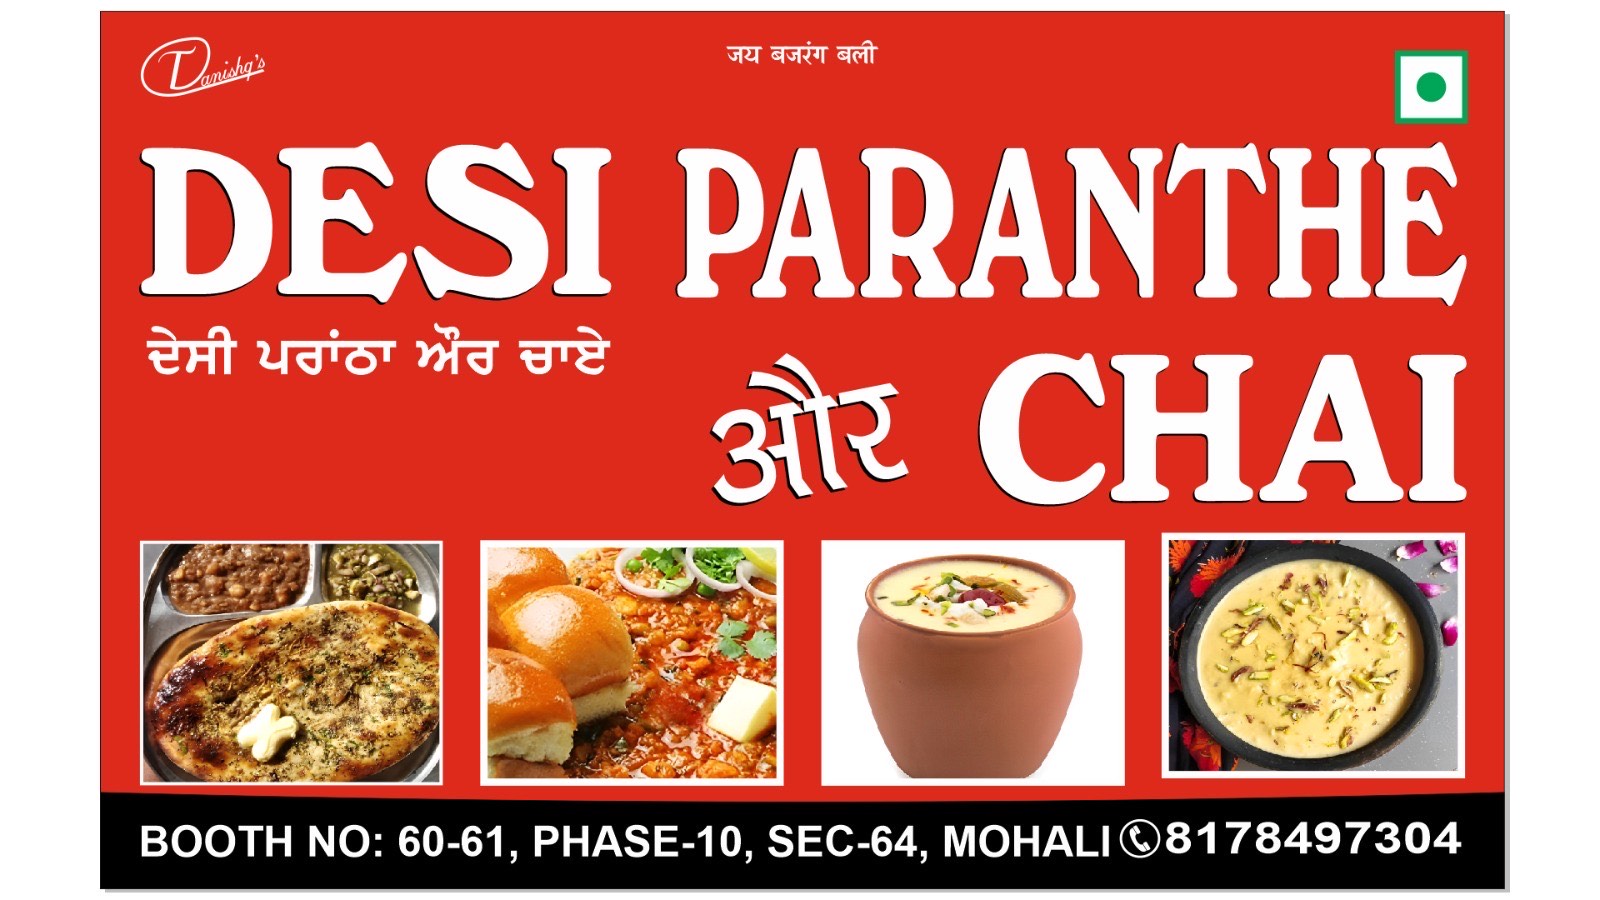 Danishq's
जय बजरंग बली
DESI PARANTHE
ਦੇਸੀ ਪਰਾਂਠਾ ਔਰ ਚਾਏ
और CHAI
BOOTH NO: 60-61, PHASE-10, SEC-64, MOHALI 8178497304